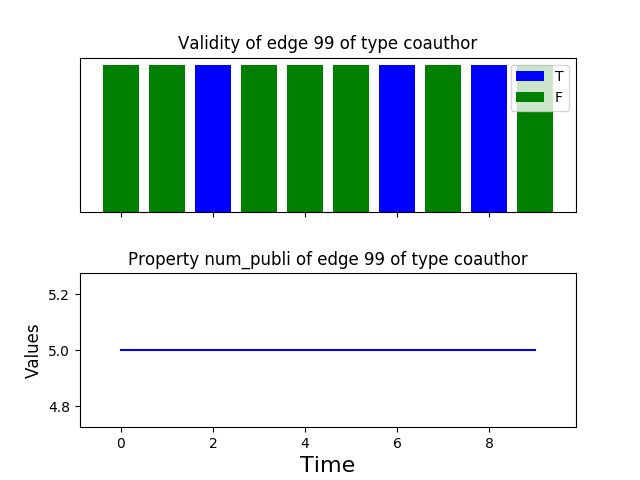 Validity of edge 99 of type coauthor
T
F
Property num_publi of edge 99 of type coauthor
5.2
5.0
4.8
Values
0 2 4 6 8
Time